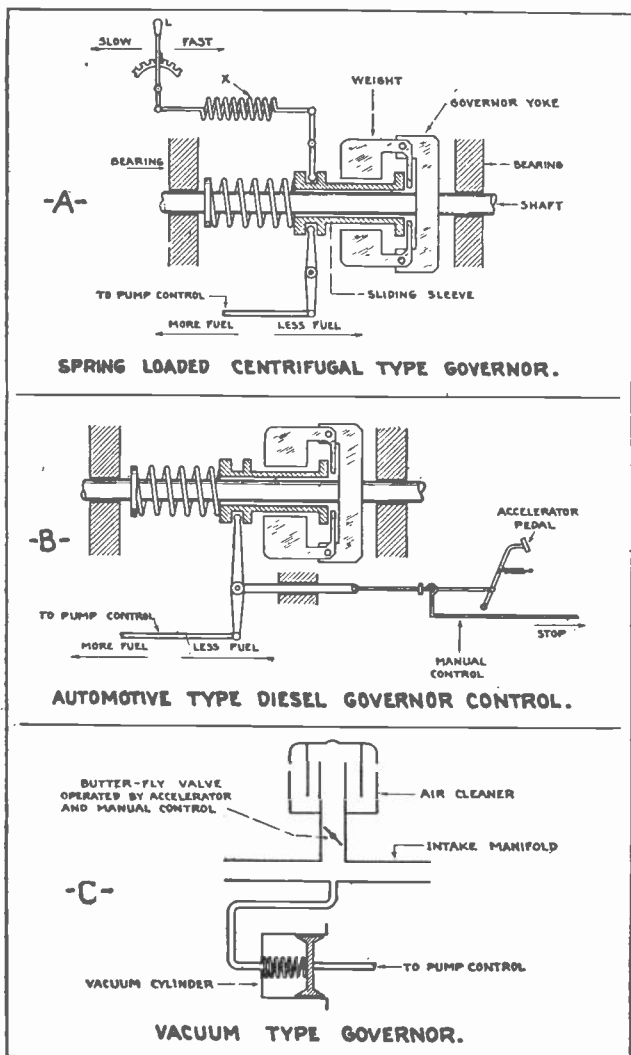 L
SLOW FAST
X
WEIGHT
GOVERNOR YOKE
BEARING
BEARING
-A-
SHAFT
SLIDING SLEEVE
TO PUMP CONTROL
MORE FUEL LESS FUEL
SPRING LOADED CENTRIFUGAL TYPE GOVERNOR.
-B-
ACCELERATOR
PEDAL
TO PUMP CONTROL
MORE FUEL LESS FUEL
STOP
MANUAL
CONTROL
AUTOMOTIVE TYPE DIESEL GOVERNOR CONTROL.
BUTTER-FLY VALVE
OPERATED BY ACCELERATOR
AND MANUAL CONTROL
AIR CLEANER
INTAKE MANIFOLD
-C-
TO PUMP CONTROL
VACUUM CYLINDER
VACUUM TYPE GOVERNOR.